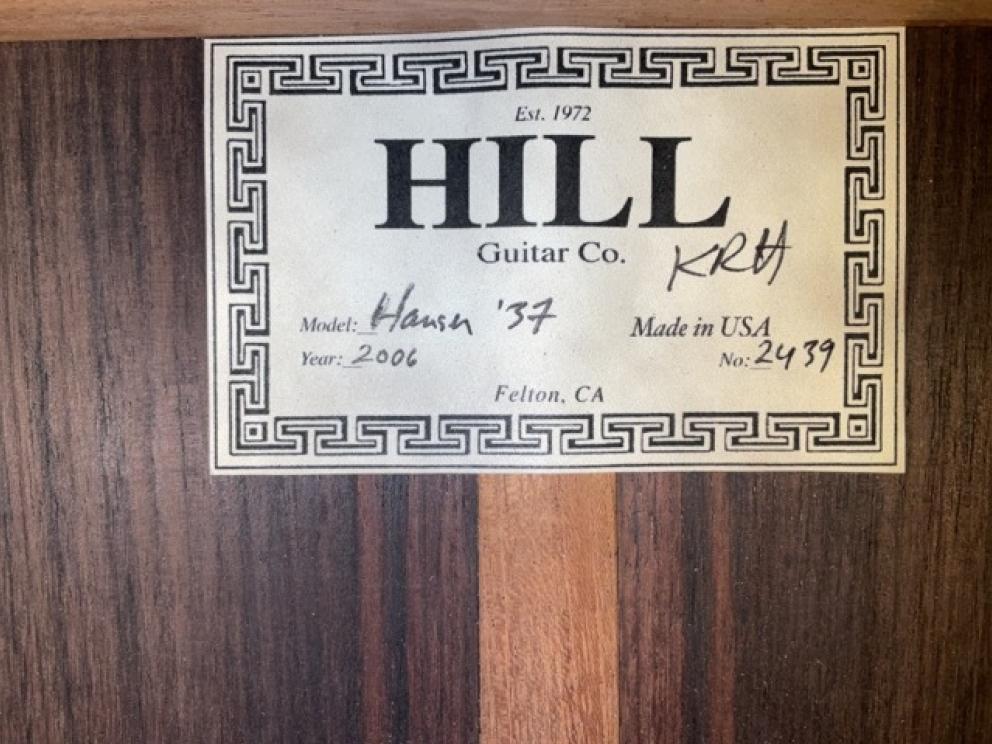 Est. 1972
HILL
Guitar Co.
KRH
Model: Hauser '37
Made in USA
Year: 2006
No: 2439
Felton, CA